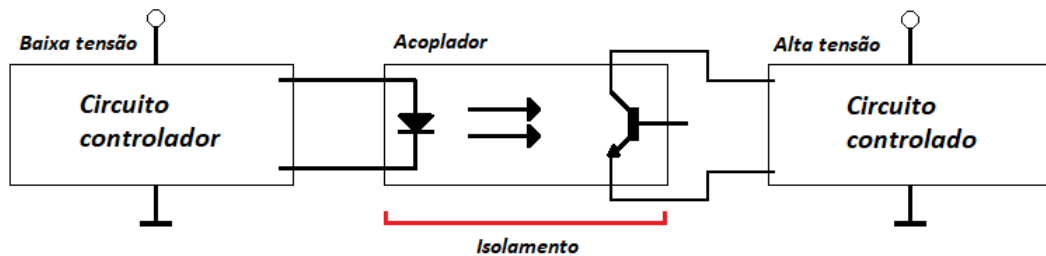 Baixa tensão
Acoplador
Alta tensão
Circuito
controlador
Circuito
controlado
Isolamento